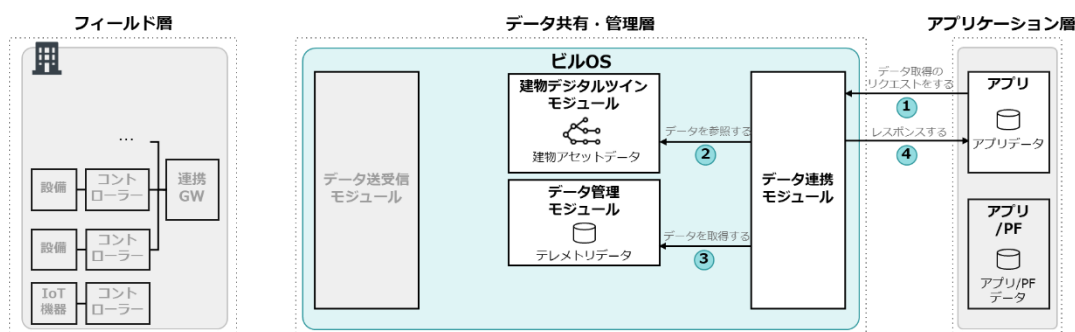 フィールド層
データ共有・管理層
アプリケーション層
…
設備
コント
ローラー
連携
GW
設備
コント
ローラー
IoT
機器
コント
ローラー
ビルOS
データ送受信
モジュール
建物デジタルツイン
モジュール
建物アセットデータ
データ管理
モジュール
テレメトリデータ
データを参照する
2
データを取得する
3
データ連携
モジュール
データ取得の
リクエストをする
1
レスポンスする
4
アプリ
アプリデータ
アプリ
/PF
アプリ/PF
データ